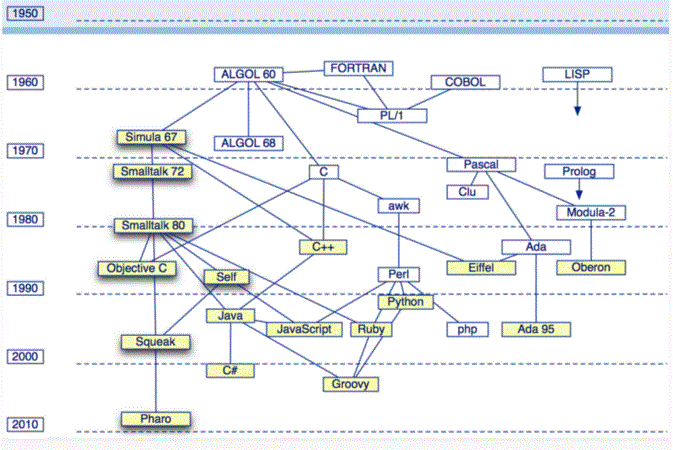 1950
FORTRAN
ALGOL 60
LISP
1960
COBOL
PL/1
Simula 67
ALGOL 68
1970
Pascal
Smalltalk 72
C
Prolog
Clu
awk
Modula-2
1980
Smalltalk 80
C++
Ada
Objective C
Self
Perl
Eiffel
Oberon
1990
Python
Java
JavaScript
Ruby
php
Ada 95
Squeak
2000
C#
Groovy
Pharo
2010